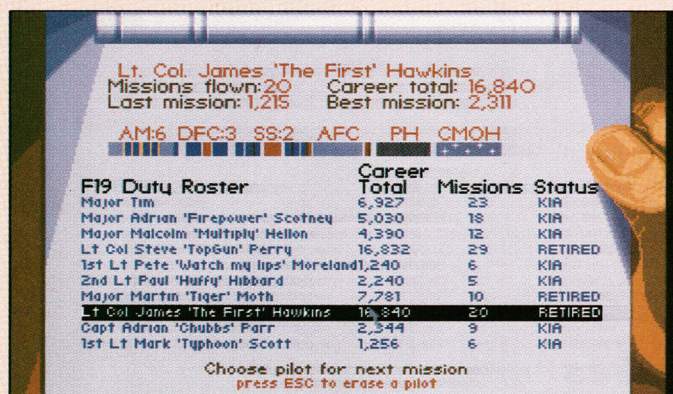 Lt. Col. James 'The First' Hawkins
Missions flown:20 Career total: 16,840
Last mission: 1,215 Best mission: 2,311
AM:6 DFC:3 SS:2 AFC PH CMOH
Career
F19 Duty Roster Total Missions Status
Major Tim 6,927 23 KIA
Major Adrian 'Firepower' Scotney 5,030 18 KIA
Major Malcolm 'Multiply' Hellon 4,390 12 KIA
Lt Col Steve 'TopGun' Perry 16,832 29 RETIRED
1st Lt Pete 'Watch my lips' Moreland 1,240 6 KIA
2nd Lt Paul 'Huffy' Hibbard 2,240 5 KIA
Major Martin 'Tiger' Moth 7,781 10 RETIRED
Lt Col James 'The First' Hawkins 16,840 20 RETIRED
Capt Adrian 'Chubbs' Parr 2,344 9 KIA
1st Lt Mark 'Typhoon' Scott 1,256 6 KIA
Choose pilot for next mission
press ESC to erase a pilot